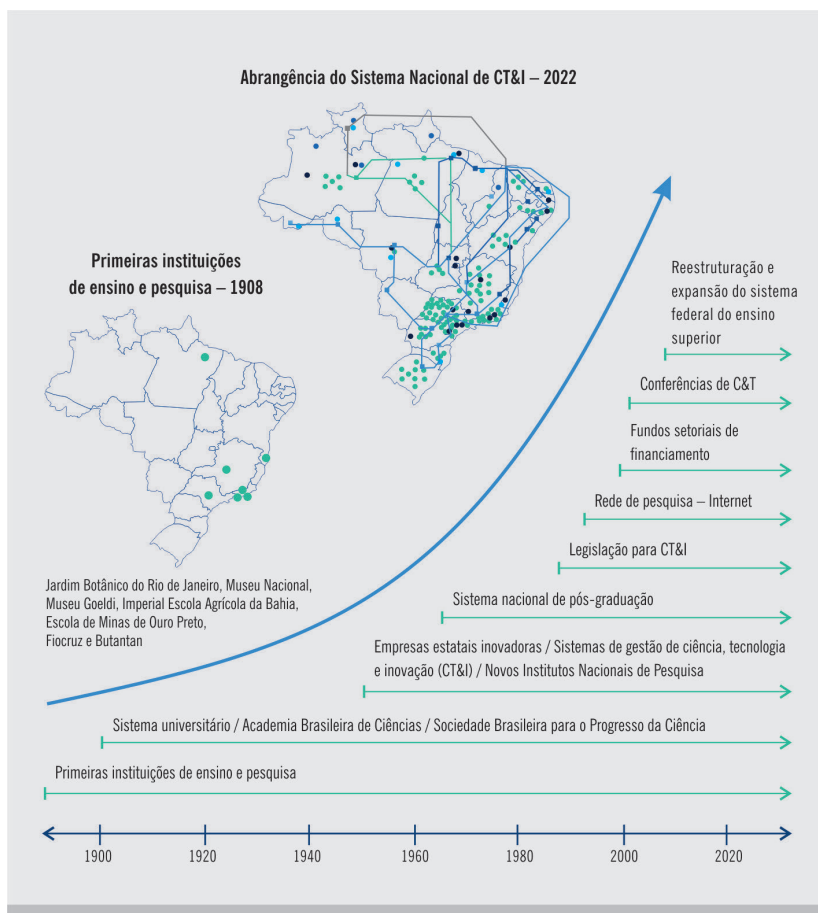 Abrangência do Sistema Nacional de CT&I – 2022
Primeiras instituições
de ensino e pesquisa – 1908
Jardim Botânico do Rio de Janeiro, Museu Nacional,
Museu Goeldi, Imperial Escola Agrícola da Bahia,
Escola de Minas de Ouro Preto,
Fiocruz e Butantan
Reestruturação e
expansão do sistema
federal do ensino
superior
Conferências de C&T
Fundos setoriais de
financiamento
Rede de pesquisa – Internet
Legislação para CT&I
Sistema nacional de pós-graduação
Empresas estatais inovadoras / Sistemas de gestão de ciência, tecnologia
e inovação (CT&I) / Novos Institutos Nacionais de Pesquisa
Sistema universitário / Academia Brasileira de Ciências / Sociedade Brasileira para o Progresso da Ciência
Primeiras instituições de ensino e pesquisa
1900 1920 1940 1960 1980 2000 2020